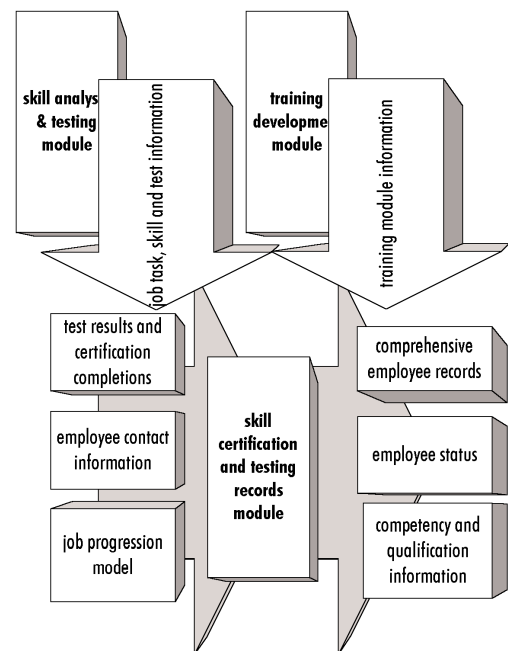 skill analys
& testing
module
job task, skill and test information
training
developme
module
training module information
test results and
certification
completions
employee contact
information
job progression
model
skill
certification
and testing
records
module
comprehensive
employee records
employee status
competency and
qualification
information